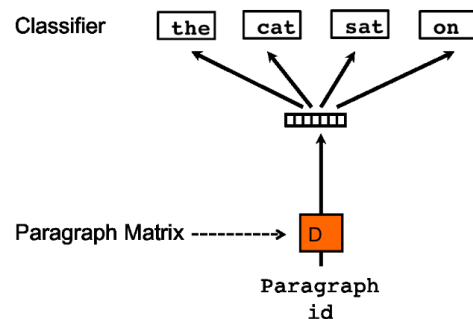 Classifier the cat sat on
Paragraph Matrix D
Paragraph
id